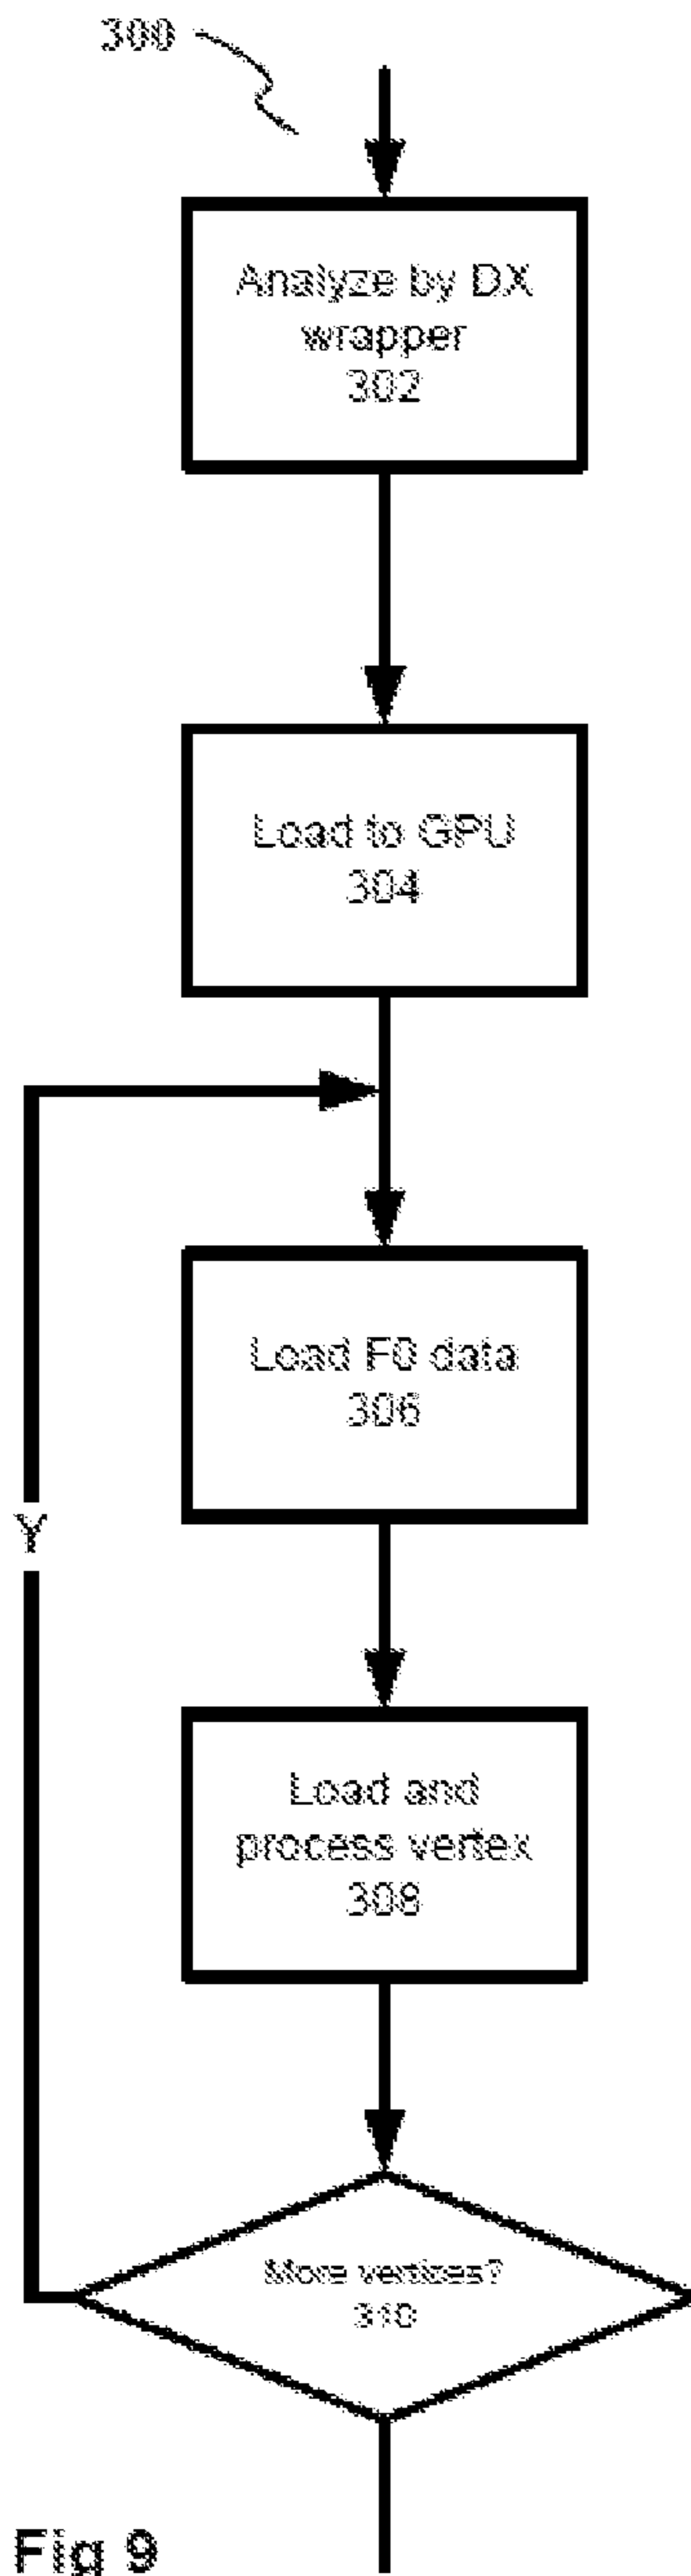 300
Analyze by DX
wrapper
302
Load to GPU
304
Load F0 data
306
Y
Load and
process vertex
308
More vertices?
310
Fig 9